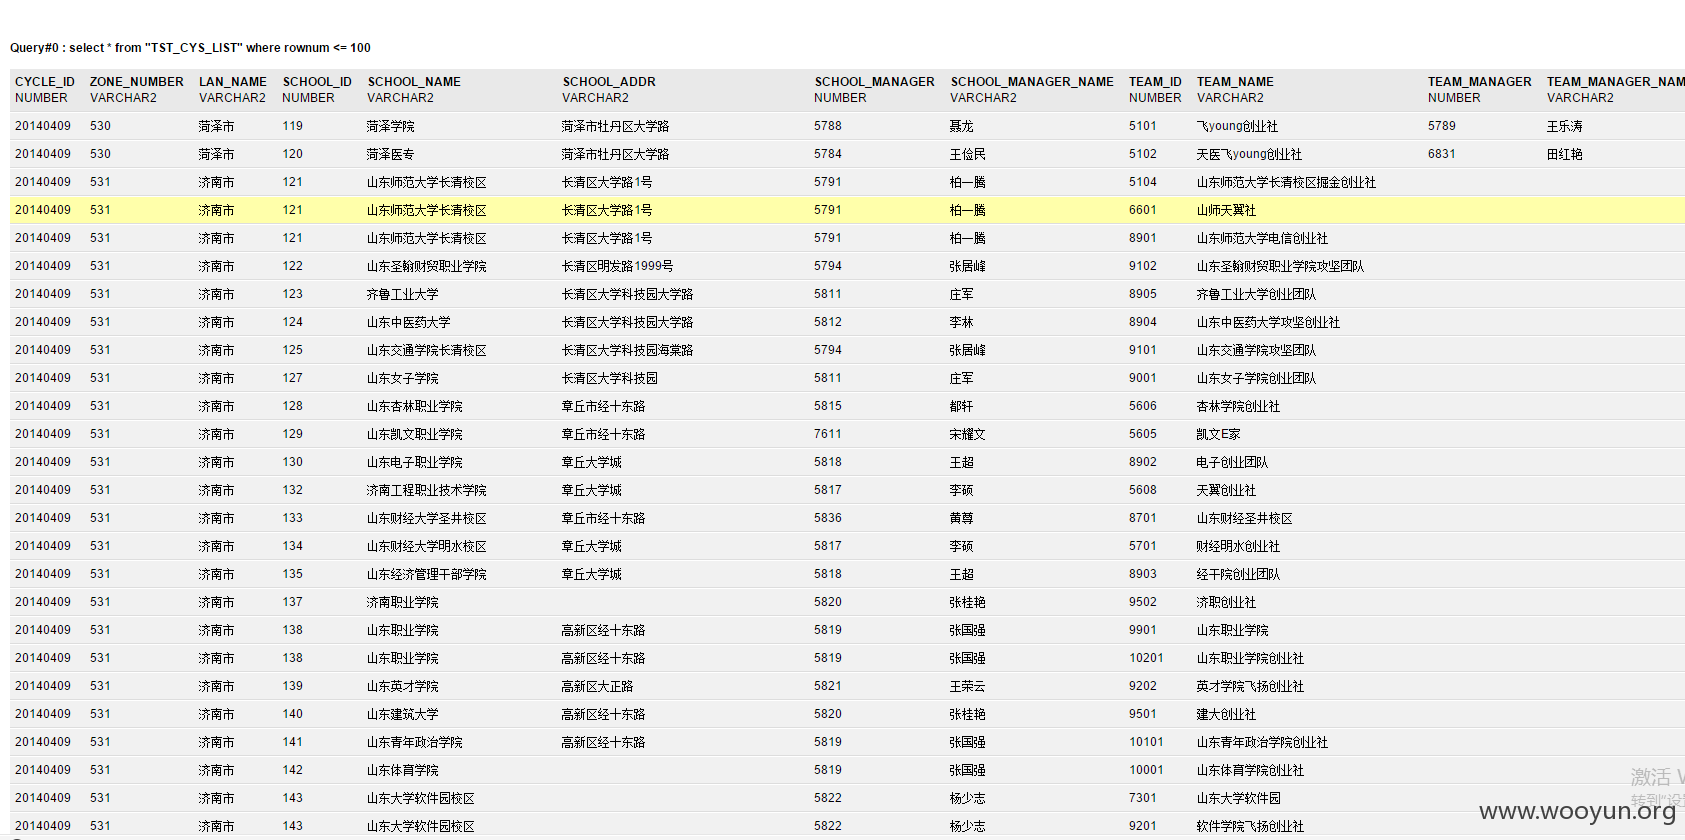 Query#0 : select * from "TST_CYS_LIST" where rownum <= 100
CYCLE_ID ZONE_NUMBER LAN_NAME SCHOOL_ID SCHOOL_NAME SCHOOL_ADDR SCHOOL_MANAGER SCHOOL_MANAGER_NAME TEAM_ID TEAM_NAME TEAM_MANAGER TEAM_MANAGER_NAM
NUMBER VARCHAR2 VARCHAR2 NUMBER VARCHAR2 VARCHAR2 NUMBER VARCHAR2 NUMBER VARCHAR2 NUMBER VARCHAR2
20140409 530 菏泽市 119 菏泽学院 菏泽市牡丹区大学路 5788 聂龙 5101 飞young创业社 5789 王乐涛
20140409 530 菏泽市 120 菏泽医专 菏泽市牡丹区大学路 5784 王俭民 5102 天医飞young创业社 6831 田红艳
20140409 531 济南市 121 山东师范大学长清校区 长清区大学路1号 5791 柏一腾 5104 山东师范大学长清校区掘金创业社
20140409 531 济南市 121 山东师范大学长清校区 长清区大学路1号 5791 柏一腾 6601 山师天翼社
20140409 531 济南市 121 山东师范大学长清校区 长清区大学路1号 5791 柏一腾 8901 山东师范大学电信创业社
20140409 531 济南市 122 山东圣翰财贸职业学院 长清区明发路1999号 5794 张居峰 9102 山东圣翰财贸职业学院攻坚团队
20140409 531 济南市 123 齐鲁工业大学 长清区大学科技园大学路 5811 庄军 8905 齐鲁工业大学创业团队
20140409 531 济南市 124 山东中医药大学 长清区大学科技园大学路 5812 李林 8904 山东中医药大学攻坚创业社
20140409 531 济南市 125 山东交通学院长清校区 长清区大学科技园海棠路 5794 张居峰 9101 山东交通学院攻坚团队
20140409 531 济南市 127 山东女子学院 长清区大学科技园 5811 庄军 9001 山东女子学院创业团队
20140409 531 济南市 128 山东杏林职业学院 章丘市经十东路 5815 都轩 5606 杏林学院创业社
20140409 531 济南市 129 山东凯文职业学院 章丘市经十东路 7611 宋耀文 5605 凯文E家
20140409 531 济南市 130 山东电子职业学院 章丘大学城 5818 王超 8902 电子创业团队
20140409 531 济南市 132 济南工程职业技术学院 章丘大学城 5817 李硕 5608 天翼创业社
20140409 531 济南市 133 山东财经大学圣井校区 章丘市经十东路 5836 黄尊 8701 山东财经圣井校区
20140409 531 济南市 134 山东财经大学明水校区 章丘大学城 5817 李硕 5701 财经明水创业社
20140409 531 济南市 135 山东经济管理干部学院 章丘大学城 5818 王超 8903 经干院创业团队
20140409 531 济南市 137 济南职业学院 5820 张桂艳 9502 济职创业社
20140409 531 济南市 138 山东职业学院 高新区经十东路 5819 张国强 9901 山东职业学院
20140409 531 济南市 138 山东职业学院 高新区经十东路 5819 张国强 10201 山东职业学院创业社
20140409 531 济南市 139 山东英才学院 高新区大正路 5821 王荣云 9202 英才学院飞扬创业社
20140409 531 济南市 140 山东建筑大学 高新区经十东路 5820 张桂艳 9501 建大创业社
20140409 531 济南市 141 山东青年政治学院 高新区经十东路 5819 张国强 10101 山东青年政治学院创业社
20140409 531 济南市 142 山东体育学院 5819 张国强 10001 山东体育学院创业社
20140409 531 济南市 143 山东大学软件园校区 5822 杨少志 7301 山东大学软件园
20140409 531 济南市 143 山东大学软件园校区 5822 杨少志 9201 软件学院飞扬创业社
激活 W
转到"设
www.wooyun.org